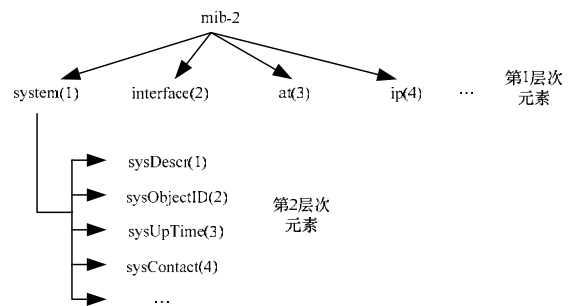 mib-2
system(1) interface(2) at(3) ip(4) ... 第1层次
元素
sysDescr(1)
sysObjectID(2)
sysUpTime(3)
sysContact(4)
...
第2层次
元素